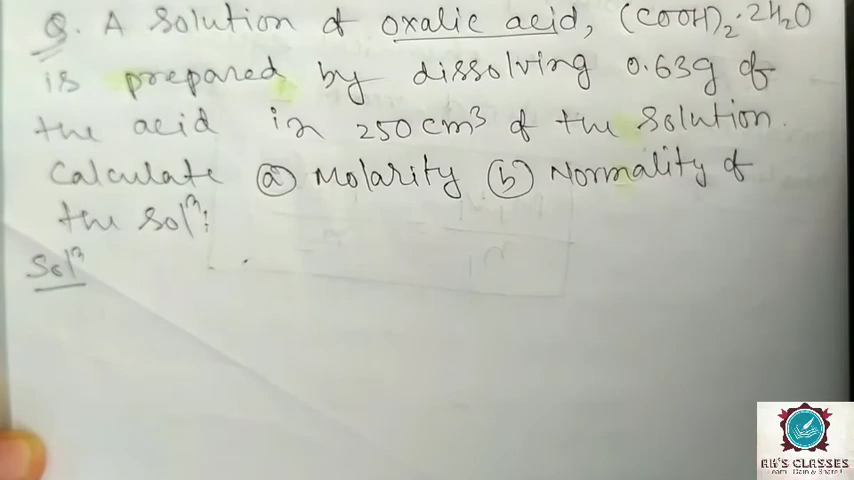 Q. A Solution of oxalic acid, (COOH)₂·2H₂O
is prepared by dissolving 0.63g of
the acid in 250 cm³ of the solution.
Calculate (a) Molarity (b) Normality of
the solⁿ:
Solⁿ
RK'S CLASSES